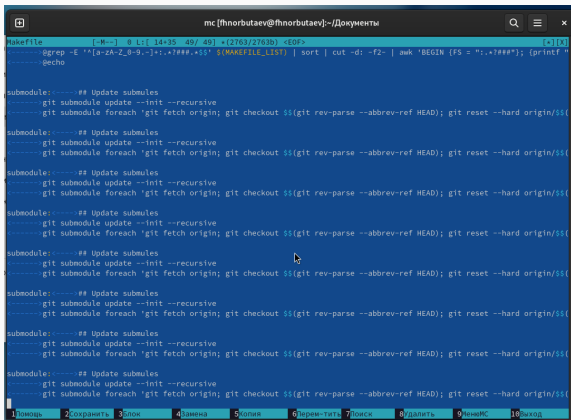 mc [fhnorbutaev@fhnorbutaev]:~/Документы
Makefile [-M--] 0 L:[ 14+35 49/ 49] *(2763/2763b) <EOF> [*][X]
<------>@grep -E '^[a-zA-Z_0-9.-]+:.*?###.*$$' $(MAKEFILE_LIST) | sort | cut -d: -f2- | awk 'BEGIN {FS = ":.*?###"}; {printf "
<------>@echo
submodule:<----->## Update submules
<------>git submodule update --init --recursive
<------>git submodule foreach 'git fetch origin; git checkout $$(git rev-parse --abbrev-ref HEAD); git reset --hard origin/$$(
submodule:<----->## Update submules
<------>git submodule update --init --recursive
<------>git submodule foreach 'git fetch origin; git checkout $$(git rev-parse --abbrev-ref HEAD); git reset --hard origin/$$(
submodule:<----->## Update submules
<------>git submodule update --init --recursive
<------>git submodule foreach 'git fetch origin; git checkout $$(git rev-parse --abbrev-ref HEAD); git reset --hard origin/$$(
submodule:<----->## Update submules
<------>git submodule update --init --recursive
<------>git submodule foreach 'git fetch origin; git checkout $$(git rev-parse --abbrev-ref HEAD); git reset --hard origin/$$(
submodule:<----->## Update submules
<------>git submodule update --init --recursive
<------>git submodule foreach 'git fetch origin; git checkout $$(git rev-parse --abbrev-ref HEAD); git reset --hard origin/$$(
submodule:<----->## Update submules
<------>git submodule update --init --recursive
<------>git submodule foreach 'git fetch origin; git checkout $$(git rev-parse --abbrev-ref HEAD); git reset --hard origin/$$(
submodule:<----->## Update submules
<------>git submodule update --init --recursive
<------>git submodule foreach 'git fetch origin; git checkout $$(git rev-parse --abbrev-ref HEAD); git reset --hard origin/$$(
submodule:<----->## Update submules
<------>git submodule update --init --recursive
<------>git submodule foreach 'git fetch origin; git checkout $$(git rev-parse --abbrev-ref HEAD); git reset --hard origin/$$(
1Помощь 2Сохранить 3Блок 4Замена 5Копия 6Перем~тить 7Поиск 8Удалить 9МенюMC 10Выход